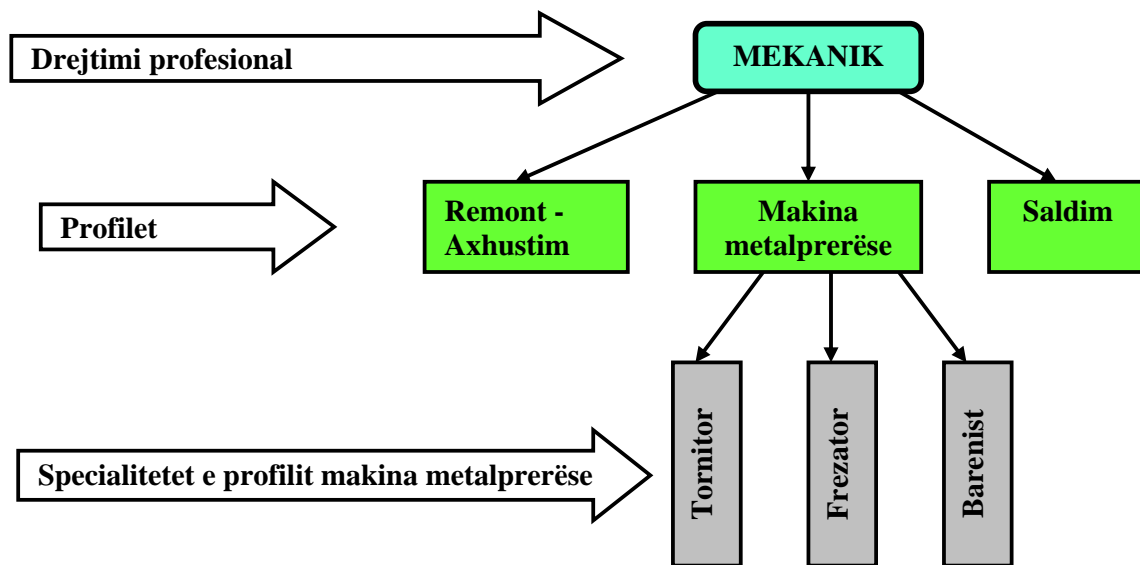 Drejtimi profesional
MEKANIK
Profilet
Remont -
Axhustim
Makina
metalprerëse
Saldim
Specialitetet e profilit makina metalprerëse
Tornitor
Frezator
Barenist